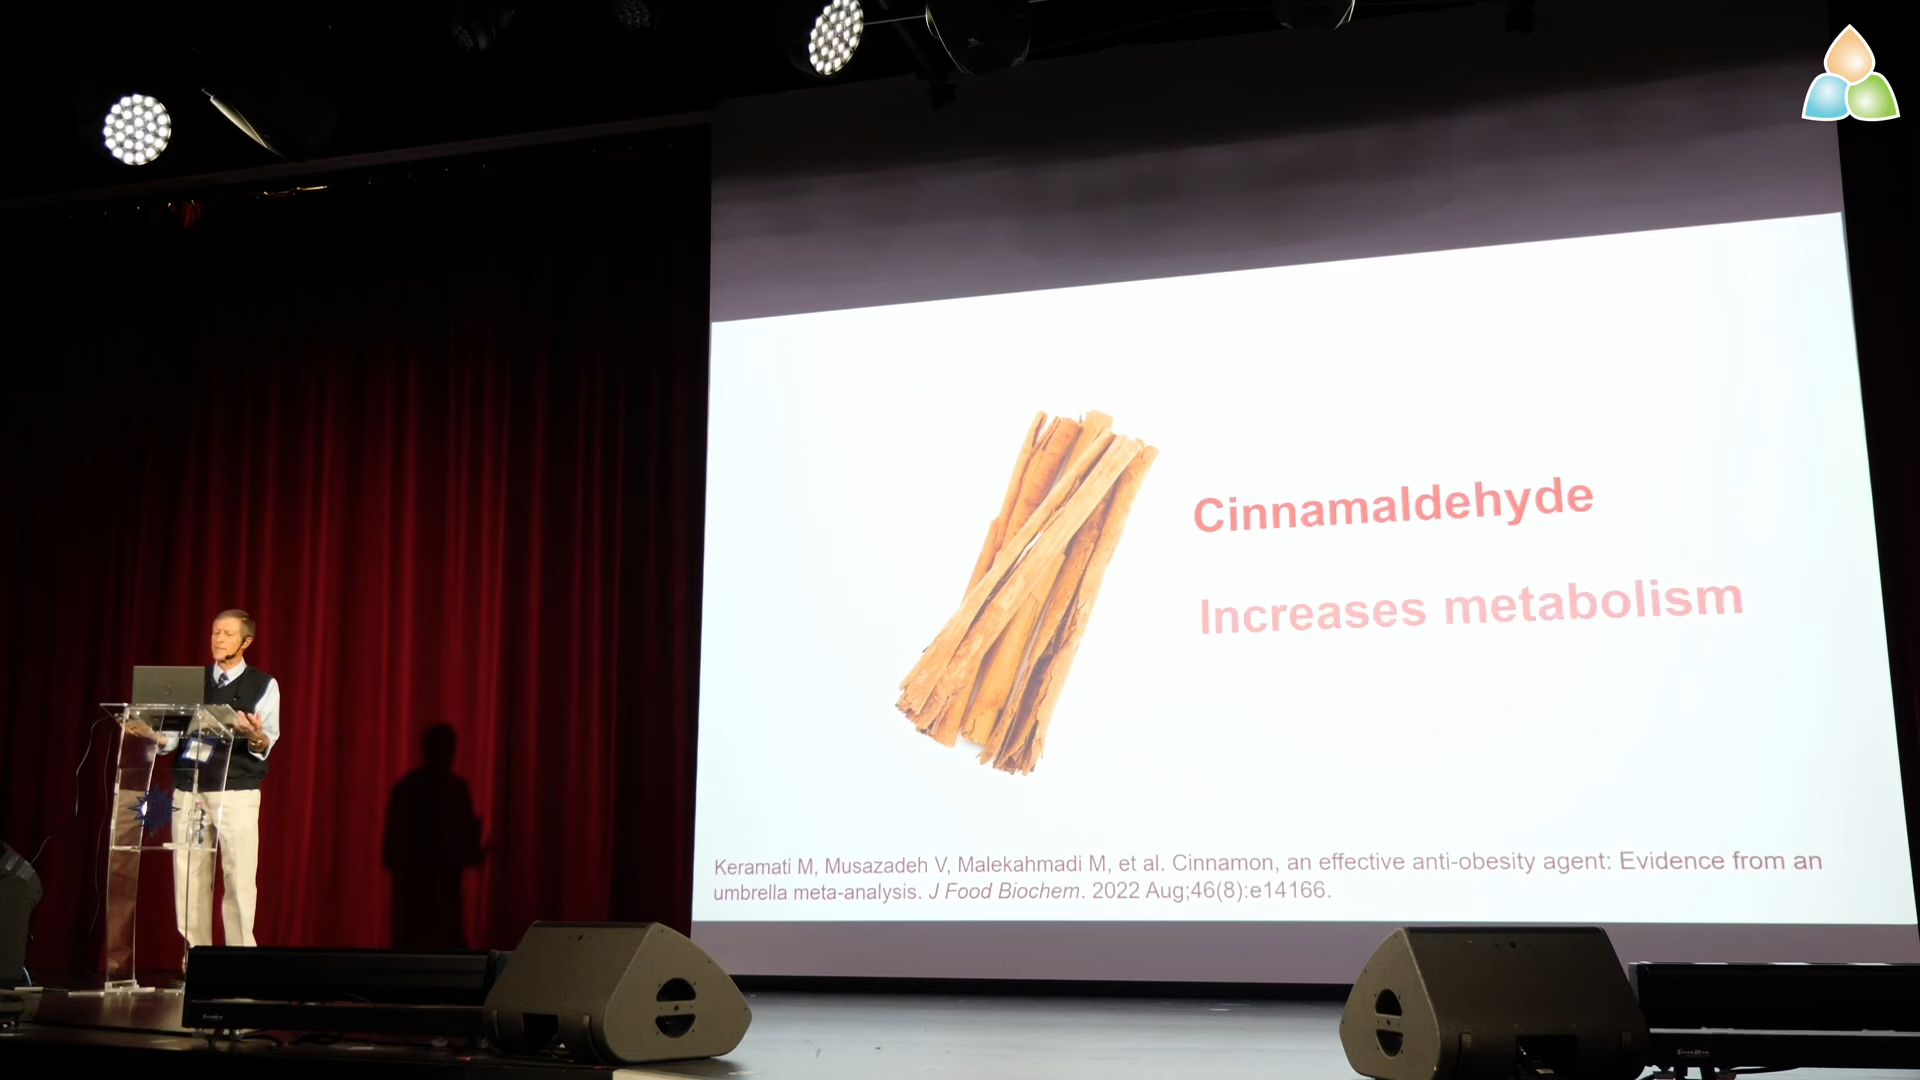 Cinnamaldehyde
Increases metabolism
Keramati M, Musazadeh V, Malekahmadi M, et al. Cinnamon, an effective anti-obesity agent: Evidence from an
umbrella meta-analysis. J Food Biochem. 2022 Aug;46(8):e14166.